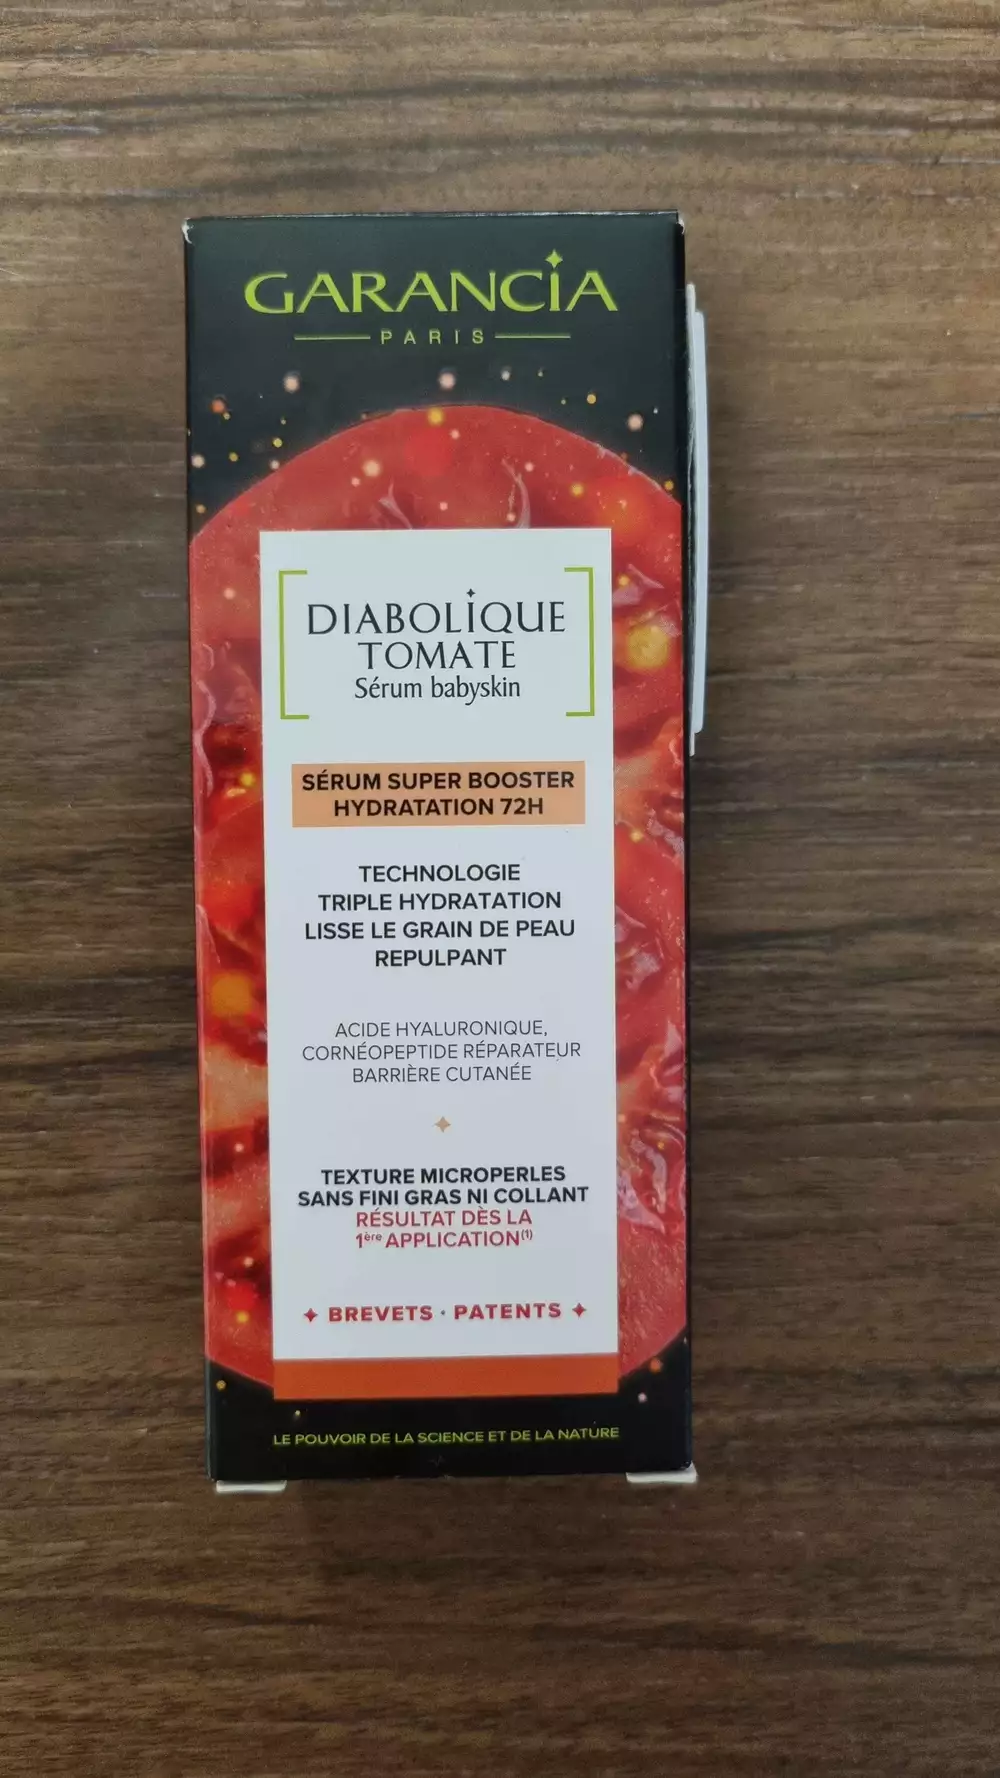 GARANCIA
PARIS
DIABOLIQUE
TOMATE
Sérum babyskin
SÉRUM SUPER BOOSTER
HYDRATATION 72H
TECHNOLOGIE
TRIPLE HYDRATATION
LISSE LE GRAIN DE PEAU
REPULPANT
ACIDE HYALURONIQUE,
CORNÉOPEPTIDE RÉPARATEUR
BARRIÈRE CUTANÉE
TEXTURE MICROPERLES
SANS FINI GRAS NI COLLANT
RÉSULTAT DÈS LA
1ère APPLICATION(1)
BREVETS · PATENTS
LE POUVOIR DE LA SCIENCE ET DE LA NATURE